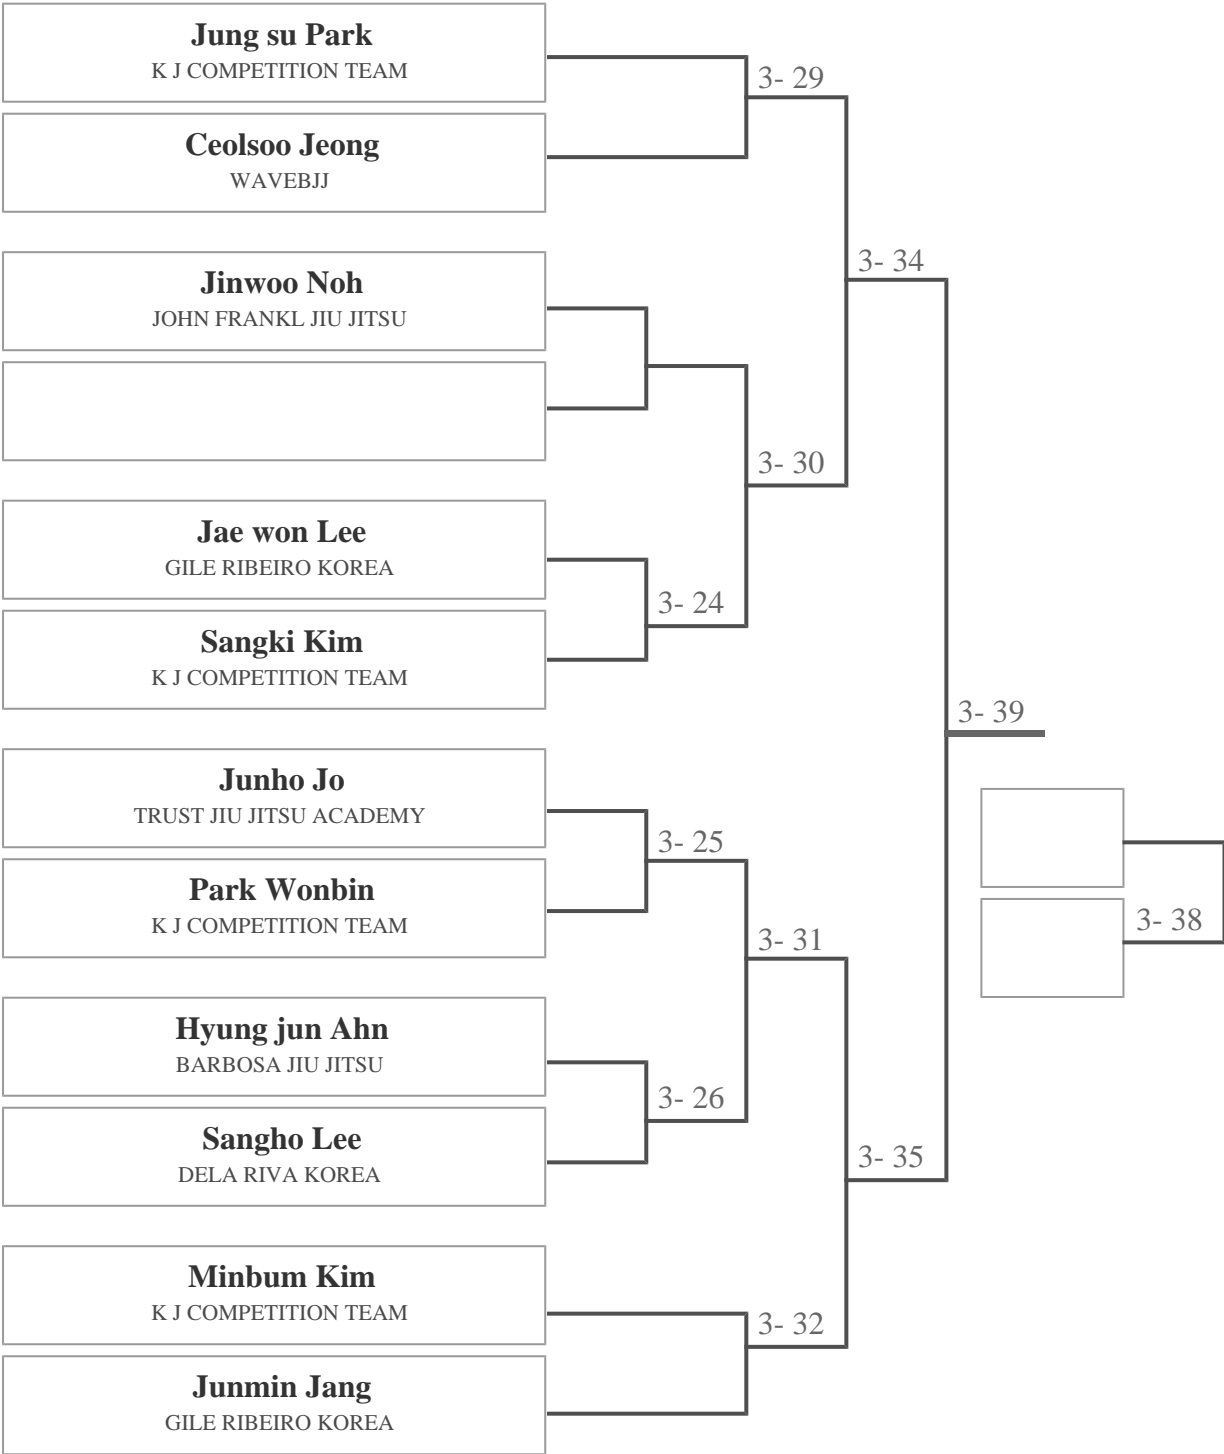 Jung su Park
K J COMPETITION TEAM
3- 29
Ceolsoo Jeong
WAVEBJJ
3- 34
Jinwoo Noh
JOHN FRANKL JIU JITSU
3- 30
Jae won Lee
GILE RIBEIRO KOREA
3- 24
Sangki Kim
K J COMPETITION TEAM
3- 39
Junho Jo
TRUST JIU JITSU ACADEMY
3- 25
Park Wonbin
K J COMPETITION TEAM
3- 38
3- 31
Hyung jun Ahn
BARBOSA JIU JITSU
3- 26
Sangho Lee
DELA RIVA KOREA
3- 35
Minbum Kim
K J COMPETITION TEAM
3- 32
Junmin Jang
GILE RIBEIRO KOREA